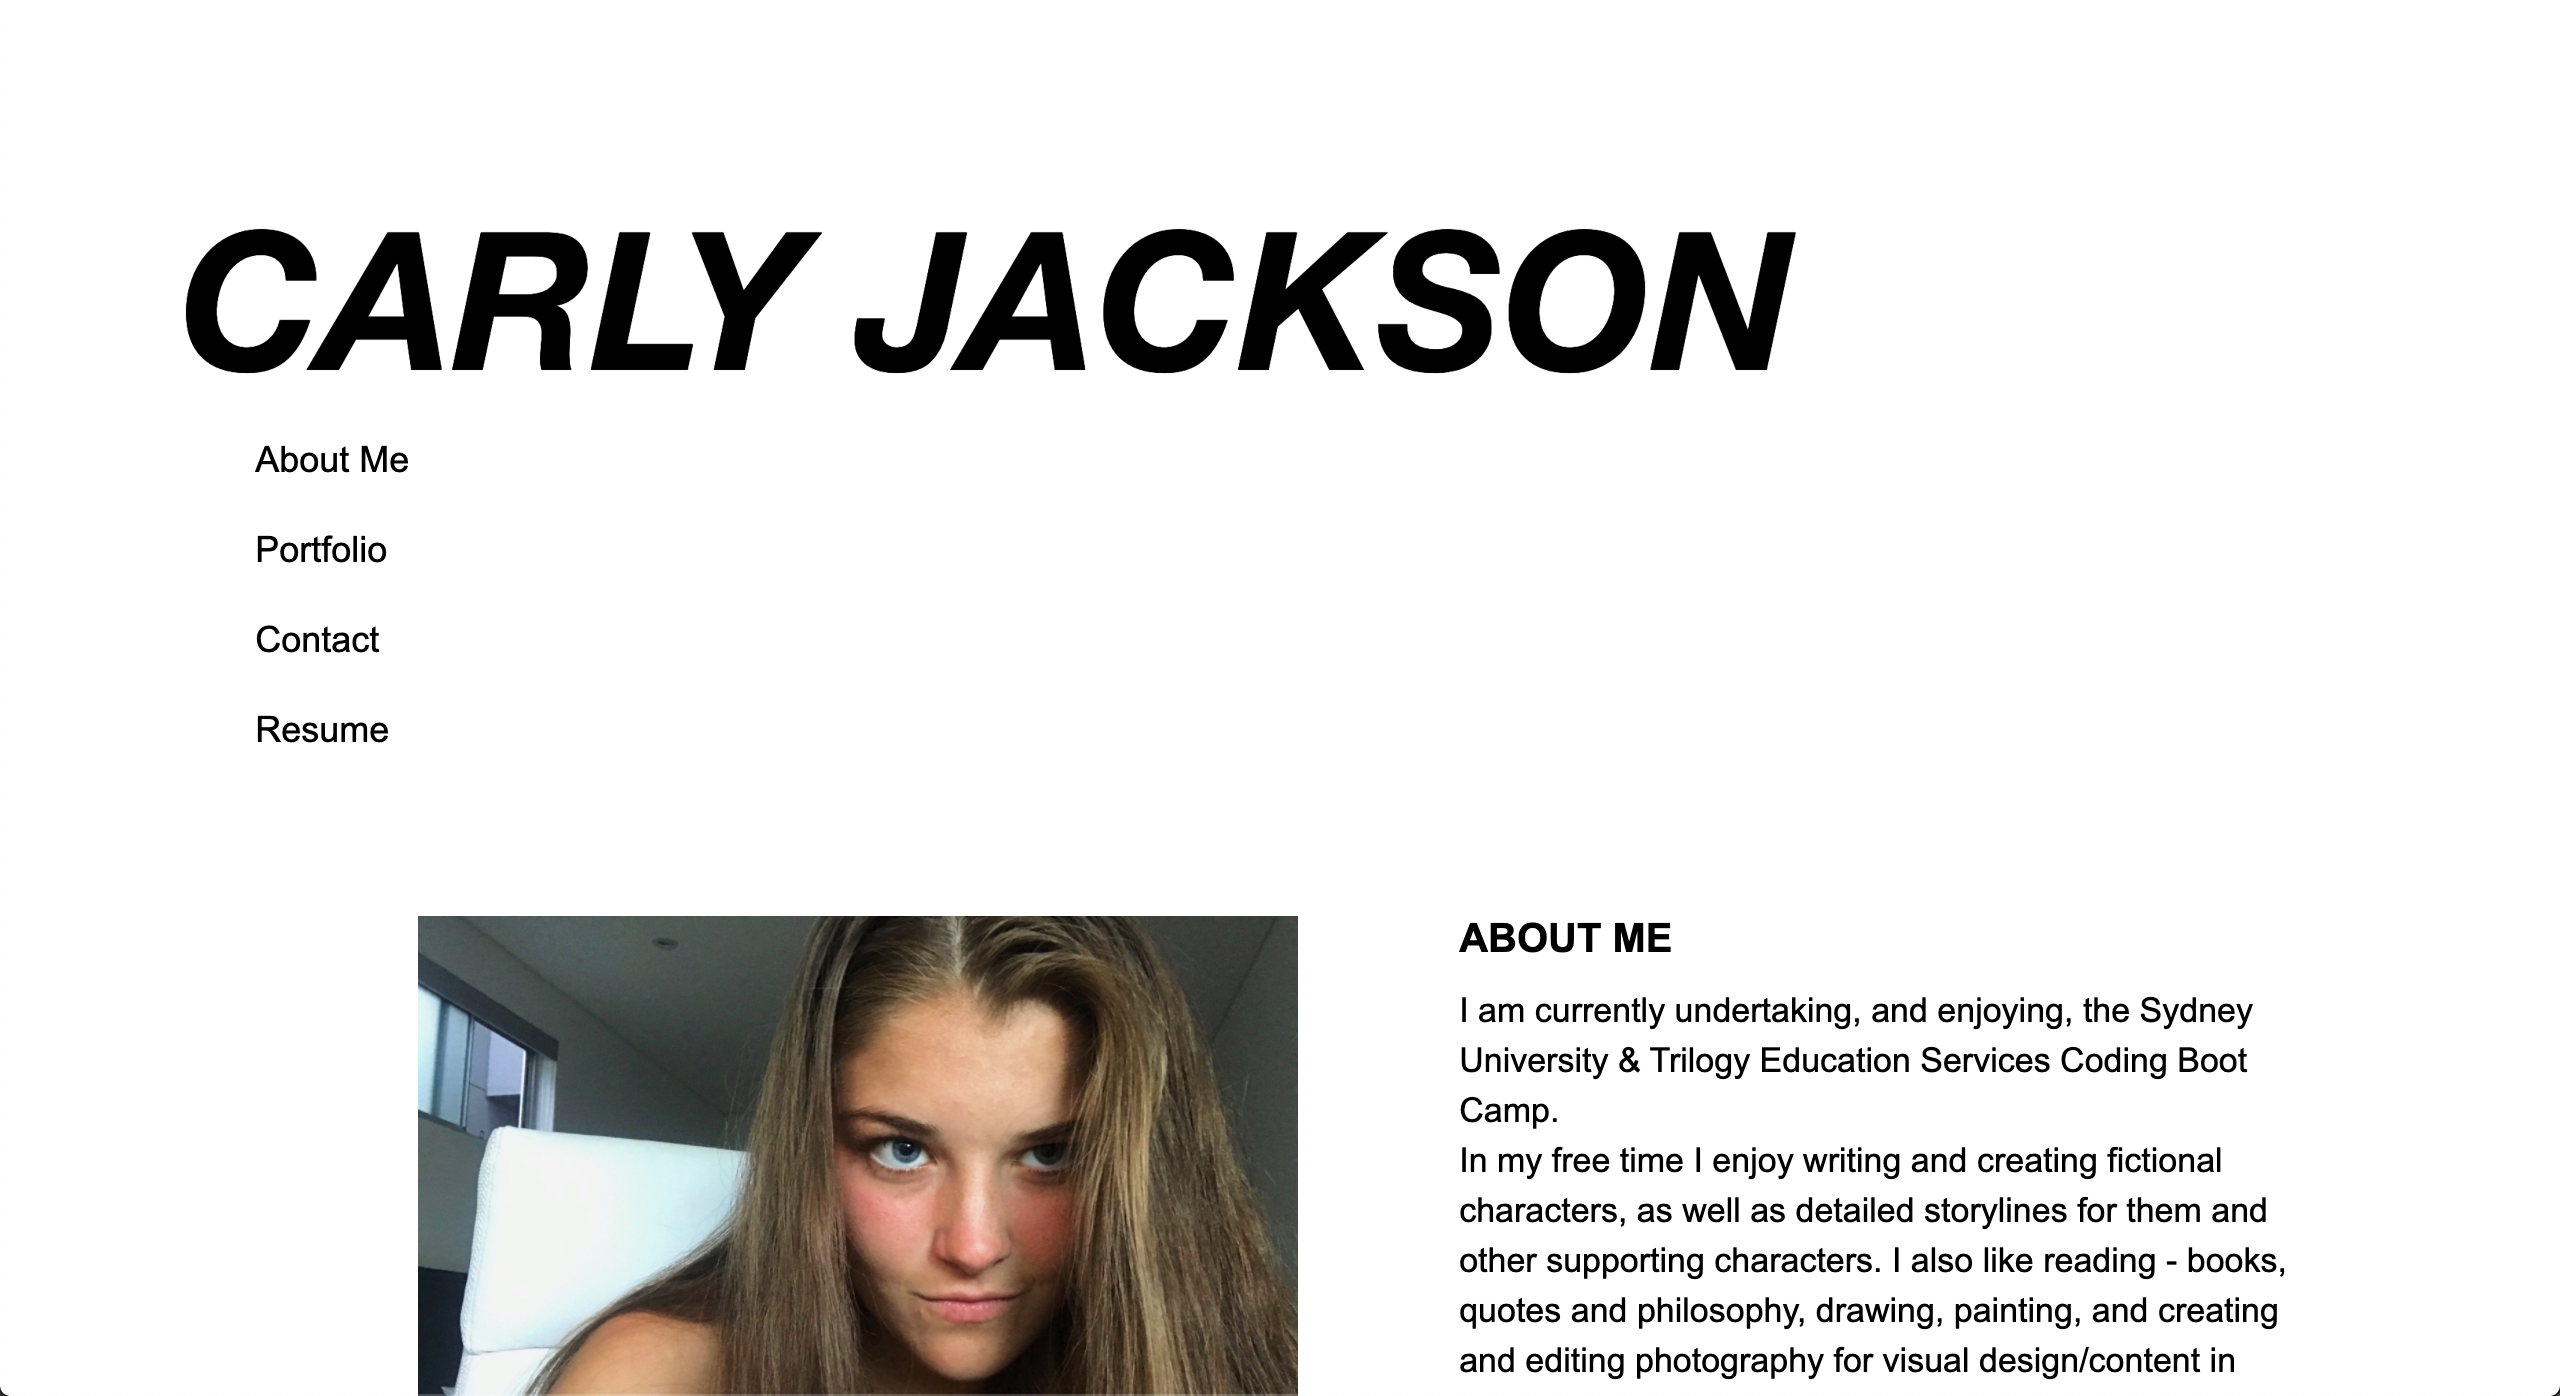 CARLY JACKSON
About Me
Portfolio
Contact
Resume
ABOUT ME
I am currently undertaking, and enjoying, the Sydney
University & Trilogy Education Services Coding Boot
Camp.
In my free time I enjoy writing and creating fictional
characters, as well as detailed storylines for them and
other supporting characters. I also like reading - books,
quotes and philosophy, drawing, painting, and creating
and editing photography for visual design/content in